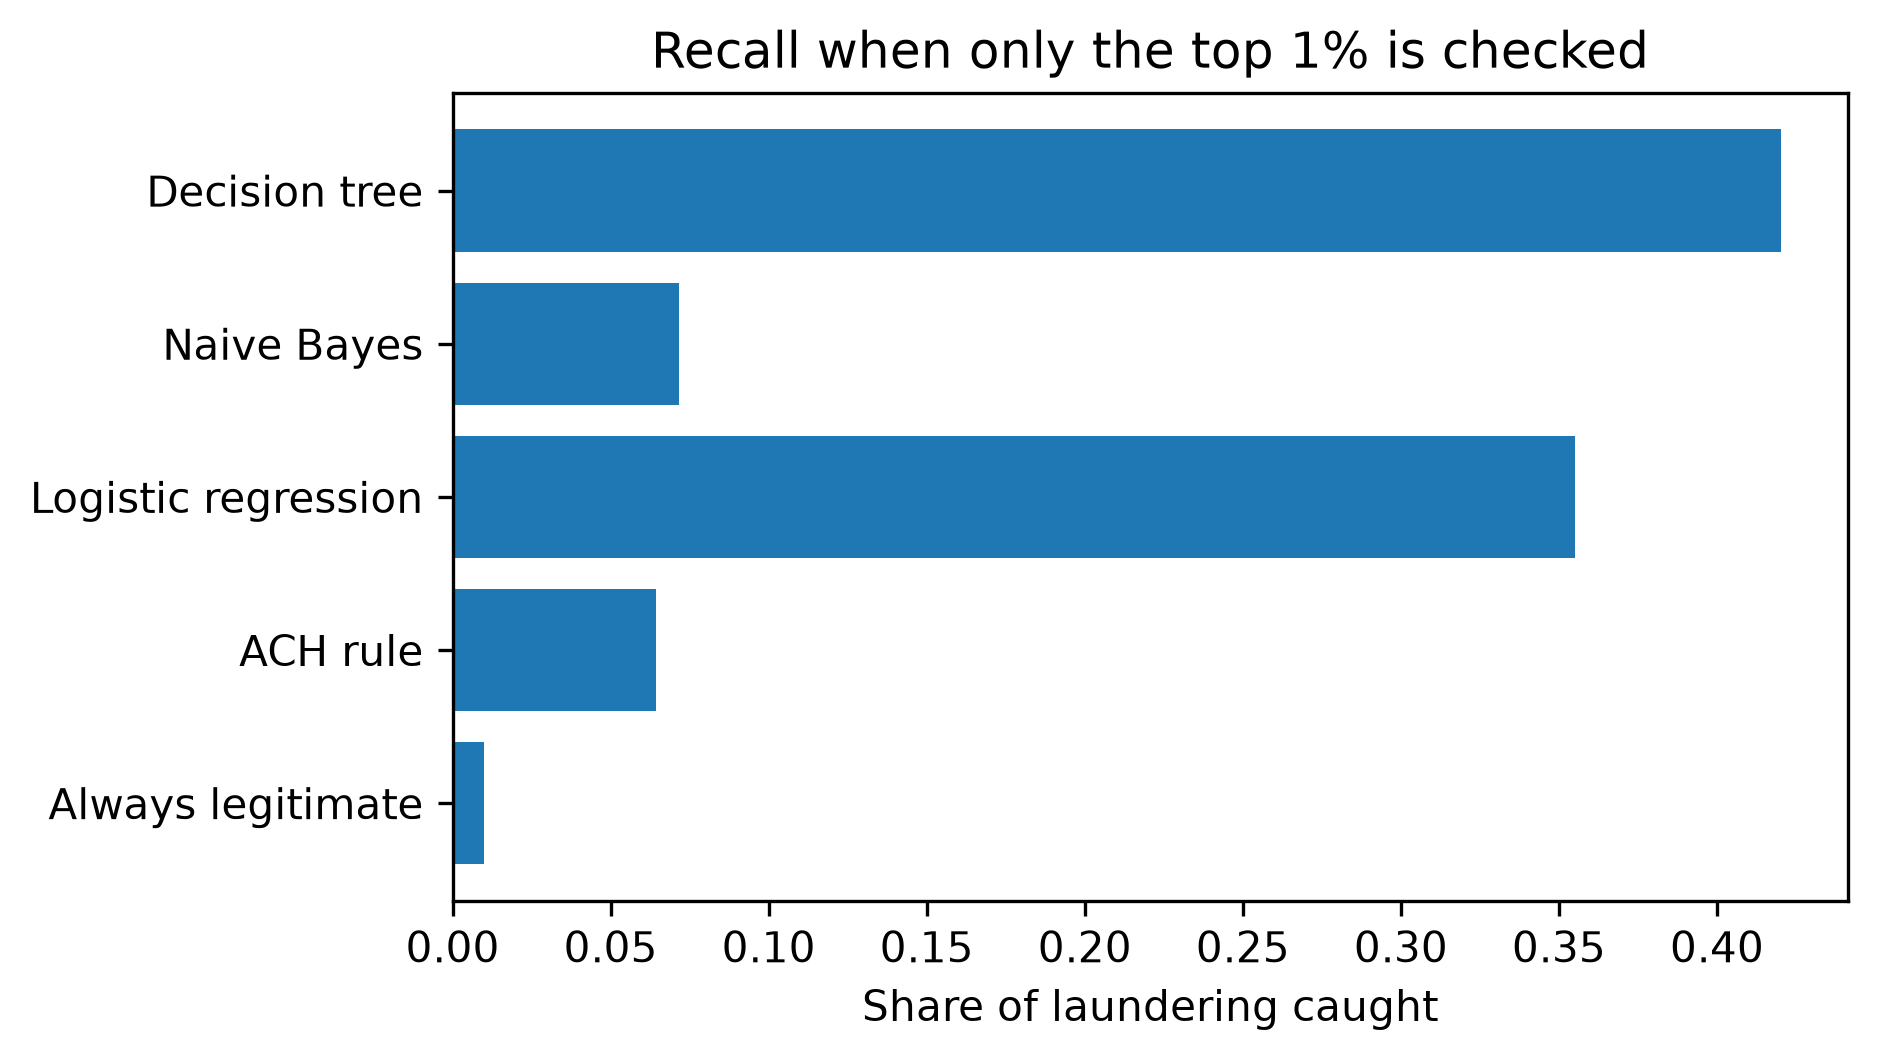 Recall when only the top 1% is checked
Decision tree
Naive Bayes
Logistic regression
ACH rule
Always legitimate
0.00 0.05 0.10 0.15 0.20 0.25 0.30 0.35 0.40
Share of laundering caught